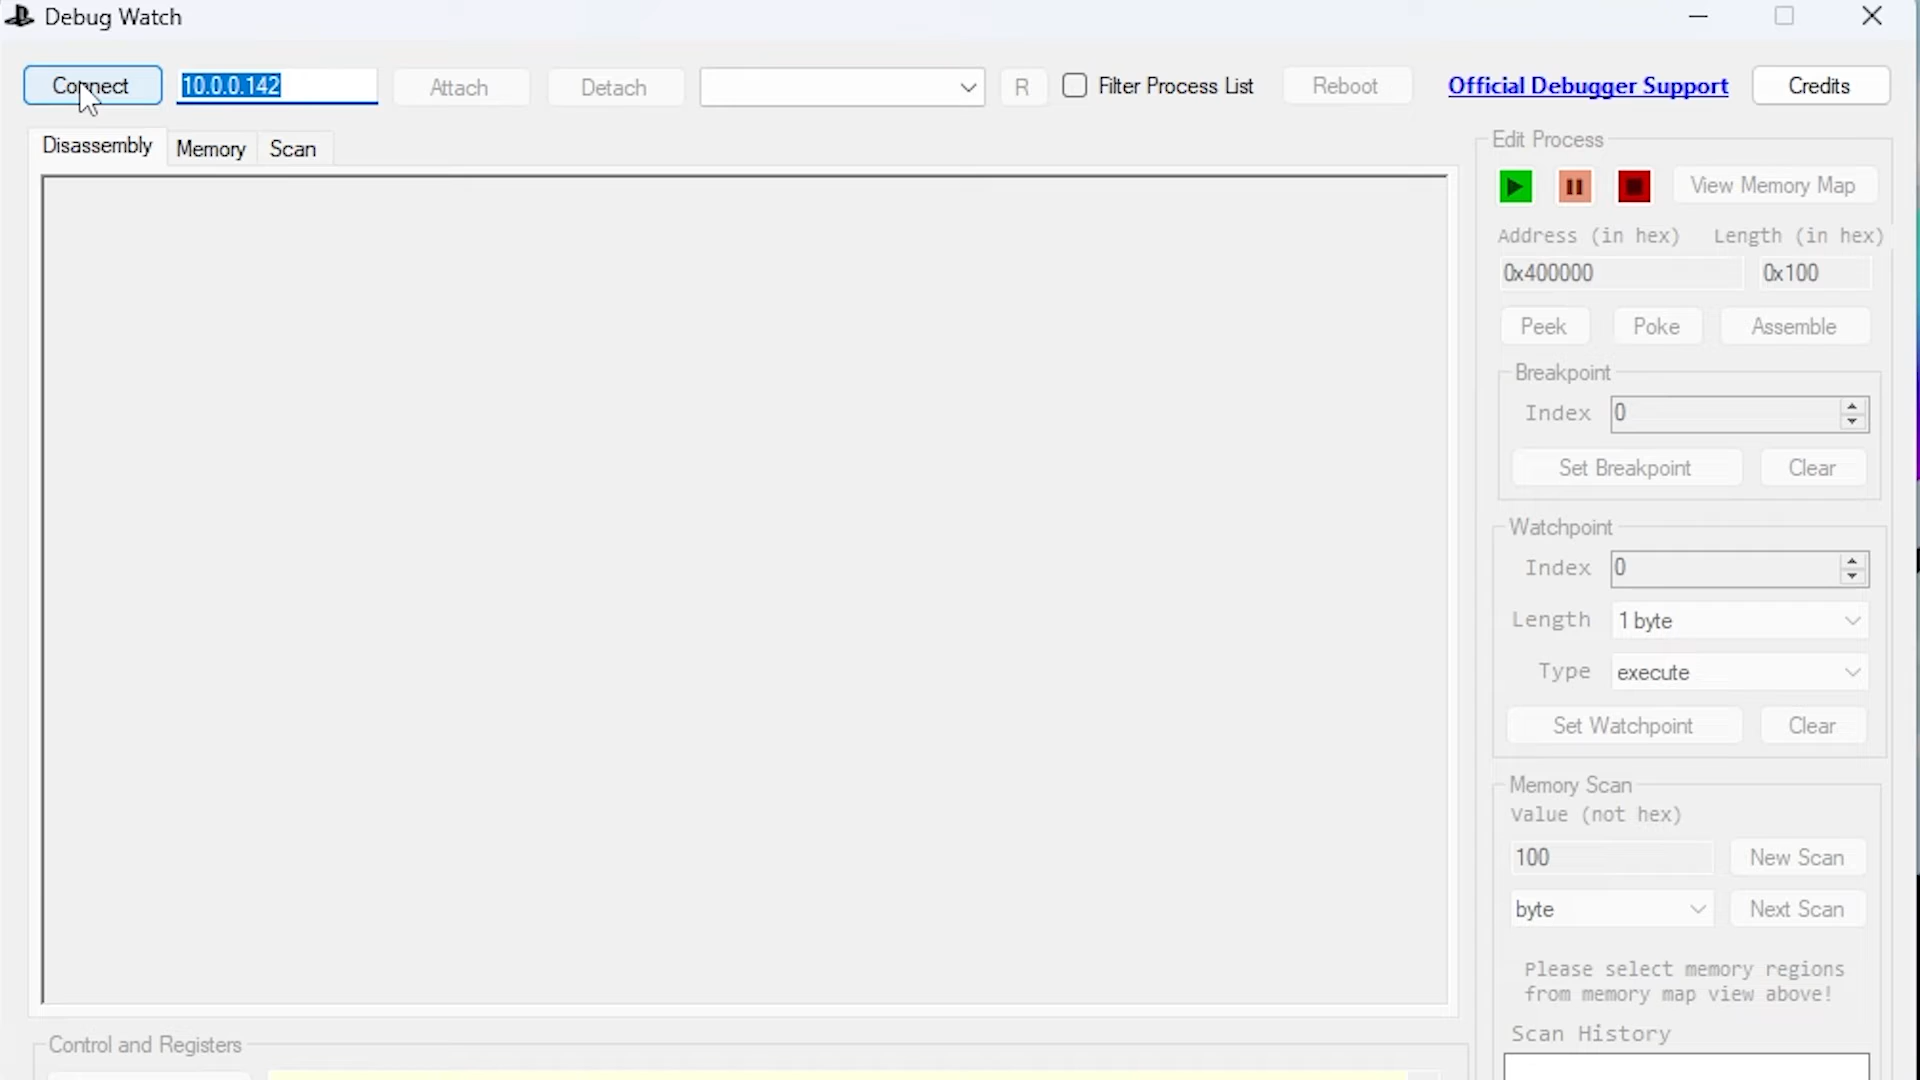 Debug Watch
Connect 10.0.0.142 Attach Detach R Filter Process List Reboot Official Debugger Support Credits
Disassembly Memory Scan
Edit Process
View Memory Map
Address (in hex) Length (in hex)
0x400000 0x100
Peek Poke Assemble
Breakpoint
Index 0
Set Breakpoint Clear
Watchpoint
Index 0
Length 1 byte
Type execute
Set Watchpoint Clear
Memory Scan
Value (not hex)
100 New Scan
byte Next Scan
Please select memory regions
from memory map view above!
Scan History
Control and Registers